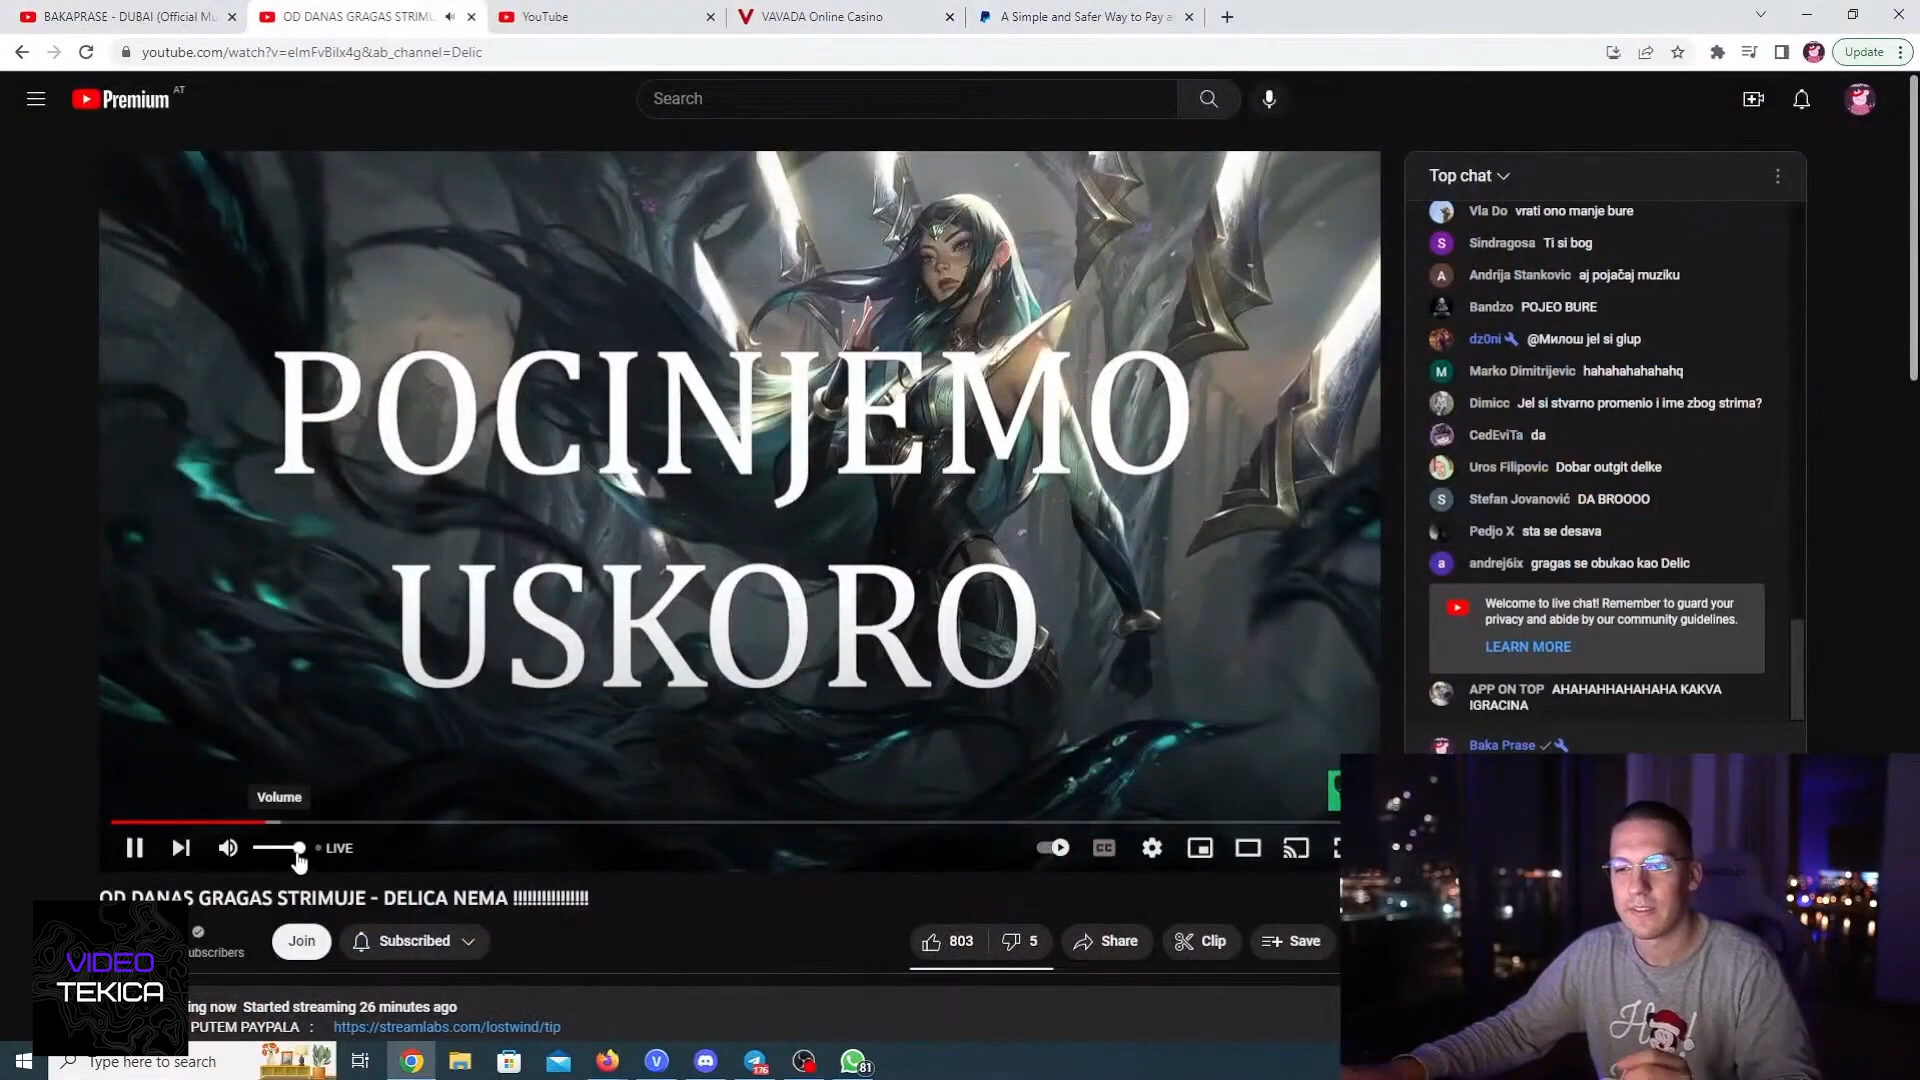 BAKAPRASE - DUBAI (Official Mu
OD DANAS GRAGAS STRIMU
YouTube
VAVADA Online Casino
A Simple and Safer Way to Pay a
youtube.com/watch?v=eImFvBilx4g&ab_channel=Delic
Update
Premium
AT
Search
Top chat
Vla Do vrati ono manje bure
S Sindragosa Ti si bog
A Andrija Stankovic aj pojačaj muziku
Bandzo POJEO BURE
dz0ni @Милош jel si glup
M Marko Dimitrijevic hahahahahahahq
Dimicc Jel si stvarno promenio i ime zbog strima?
CedEviTa da
Uros Filipovic Dobar outgit delke
S Stefan Jovanović DA BROOOO
Pedjo X sta se desava
a andrej6ix gragas se obukao kao Delic
Welcome to live chat! Remember to guard your
privacy and abide by our community guidelines.
LEARN MORE
APP ON TOP AHAHAHHAHAHAHA KAKVA
IGRACINA
Baka Prase
POCINJEMO
USKORO
Volume
LIVE
CC
OD DANAS GRAGAS STRIMUJE - DELICA NEMA !!!!!!!!!!!!!!!!
ubscribers
Join
Subscribed
803
5
Share
Clip
Save
VIDEO
TEKICA
ing now Started streaming 26 minutes ago
PUTEM PAYPALA : https://streamlabs.com/lostwind/tip
Type here to search
176
81